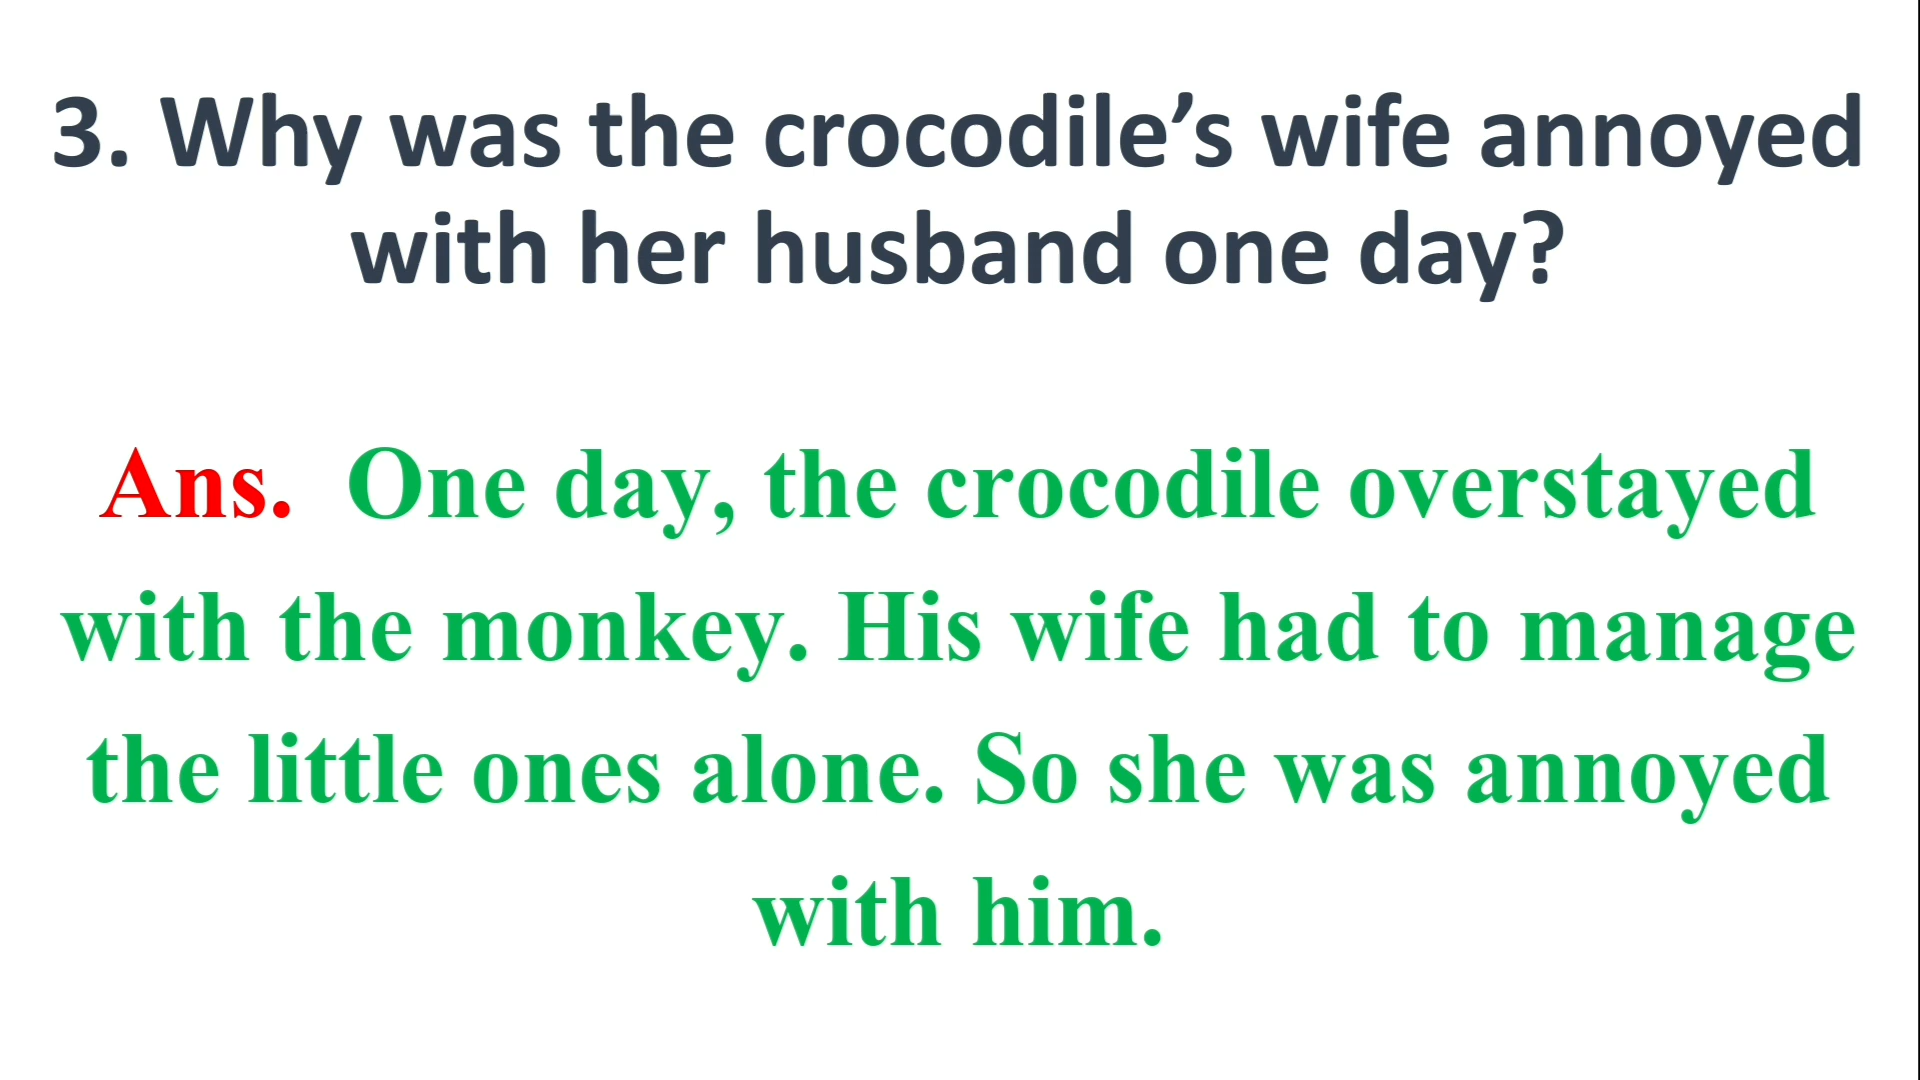 3. Why was the crocodile’s wife annoyed
with her husband one day?
Ans. One day, the crocodile overstayed
with the monkey. His wife had to manage
the little ones alone. So she was annoyed
with him.